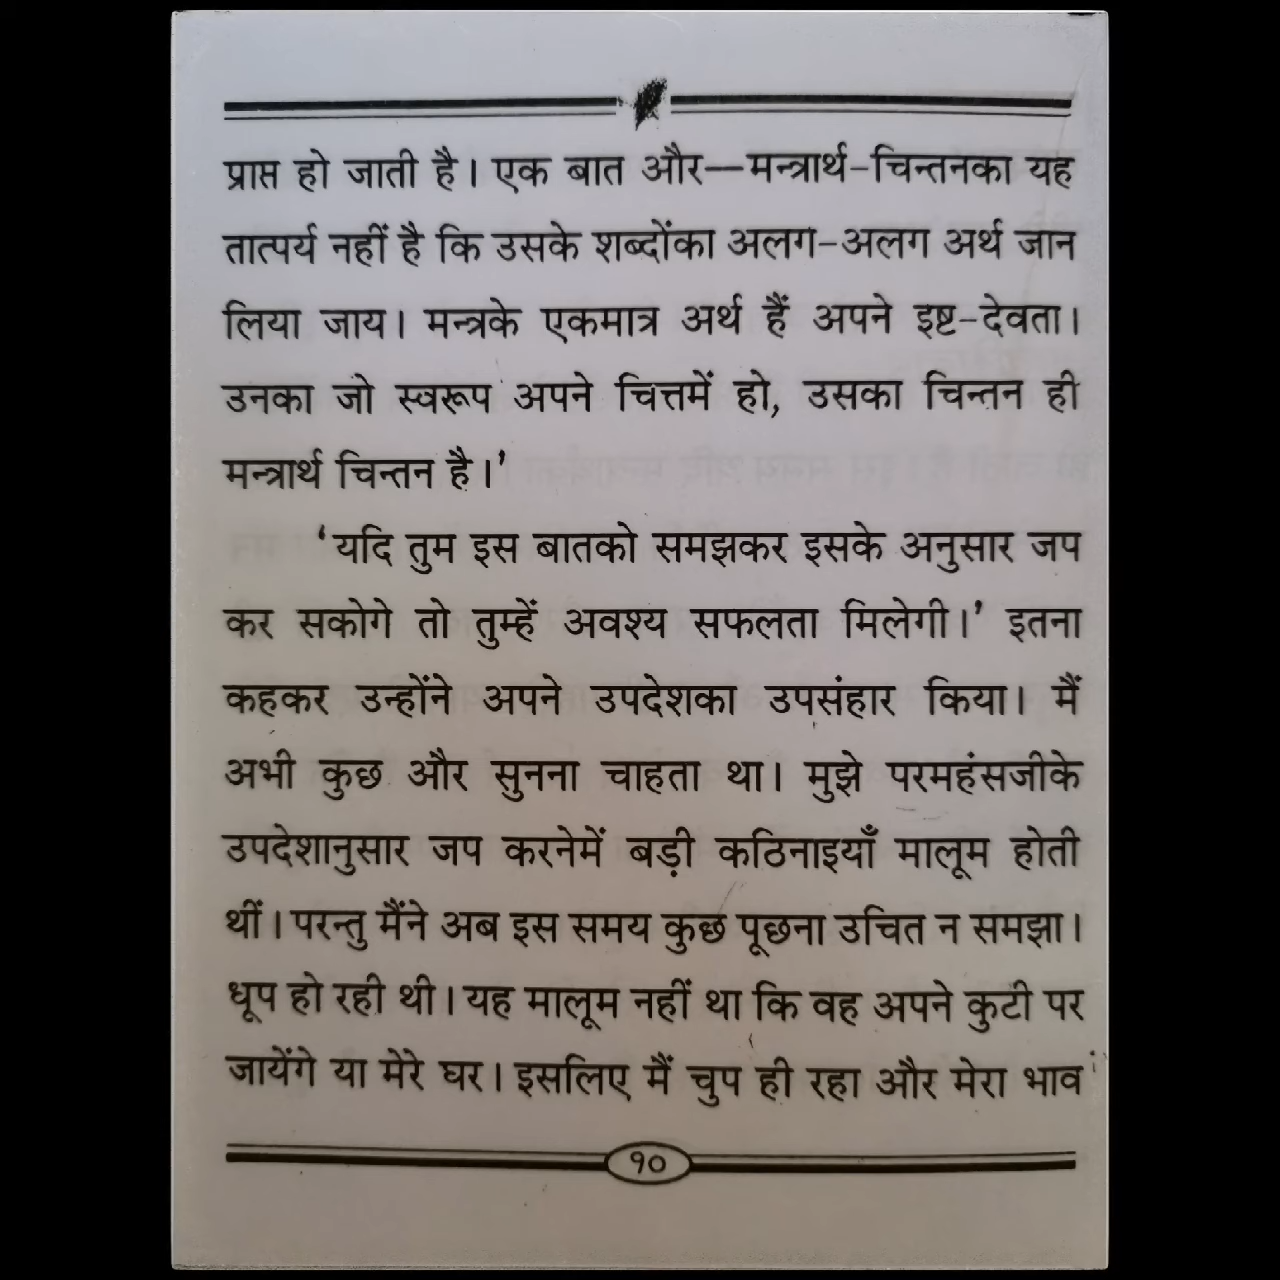 प्राप्त हो जाती है। एक बात और—मन्त्रार्थ-चिन्तनका यह
तात्पर्य नहीं है कि उसके शब्दोंका अलग-अलग अर्थ जान
लिया जाय। मन्त्रके एकमात्र अर्थ हैं अपने इष्ट-देवता।
उनका जो स्वरूप अपने चित्तमें हो, उसका चिन्तन ही
मन्त्रार्थ चिन्तन है।’
‘यदि तुम इस बातको समझकर इसके अनुसार जप
कर सकोगे तो तुम्हें अवश्य सफलता मिलेगी।’ इतना
कहकर उन्होंने अपने उपदेशका उपसंहार किया। मैं
अभी कुछ और सुनना चाहता था। मुझे परमहंसजीके
उपदेशानुसार जप करनेमें बड़ी कठिनाइयाँ मालूम होती
थीं। परन्तु मैंने अब इस समय कुछ पूछना उचित न समझा।
धूप हो रही थी। यह मालूम नहीं था कि वह अपने कुटी पर
जायेंगे या मेरे घर। इसलिए मैं चुप ही रहा और मेरा भाव
१०